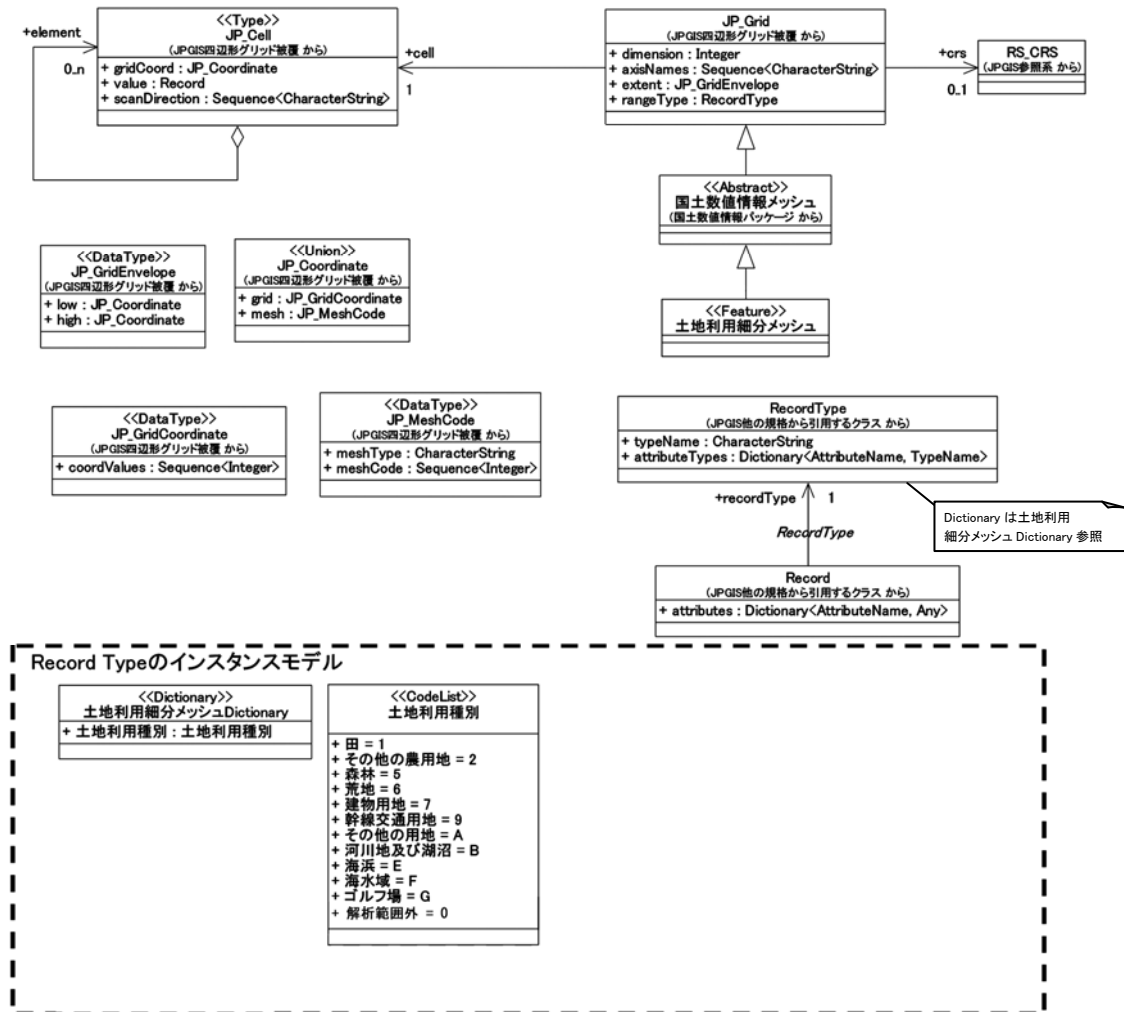 +element
0..n
<<Type>>
JP_Cell
(JPGIS四辺形グリッド被覆 から)
+ gridCoord : JP_Coordinate
+ value : Record
+ scanDirection : Sequence<CharacterString>
+cell
1
JP_Grid
(JPGIS四辺形グリッド被覆 から)
+ dimension : Integer
+ axisNames : Sequence<CharacterString>
+ extent : JP_GridEnvelope
+ rangeType : RecordType
+crs
0..1
RS_CRS
(JPGIS参照系 から)
<<Abstract>>
国土数値情報メッシュ
(国土数値情報パッケージ から)
<<Feature>>
土地利用細分メッシュ
<<DataType>>
JP_GridEnvelope
(JPGIS四辺形グリッド被覆 から)
+ low : JP_Coordinate
+ high : JP_Coordinate
<<Union>>
JP_Coordinate
(JPGIS四辺形グリッド被覆 から)
+ grid : JP_GridCoordinate
+ mesh : JP_MeshCode
<<DataType>>
JP_GridCoordinate
(JPGIS四辺形グリッド被覆 から)
+ coordValues : Sequence<Integer>
<<DataType>>
JP_MeshCode
(JPGIS四辺形グリッド被覆 から)
+ meshType : CharacterString
+ meshCode : Sequence<Integer>
RecordType
(JPGIS他の規格から引用するクラス から)
+ typeName : CharacterString
+ attributeTypes : Dictionary<AttributeName, TypeName>
+recordType 1
RecordType
Dictionary は土地利用
細分メッシュ Dictionary 参照
Record
(JPGIS他の規格から引用するクラス から)
+ attributes : Dictionary<AttributeName, Any>
Record Typeのインスタンスモデル
<<Dictionary>>
土地利用細分メッシュDictionary
+ 土地利用種別 : 土地利用種別
<<CodeList>>
土地利用種別
+ 田 = 1
+ その他の農用地 = 2
+ 森林 = 5
+ 荒地 = 6
+ 建物用地 = 7
+ 幹線交通用地 = 9
+ その他の用地 = A
+ 河川地及び湖沼 = B
+ 海浜 = E
+ 海水域 = F
+ ゴルフ場 = G
+ 解析範囲外 = 0